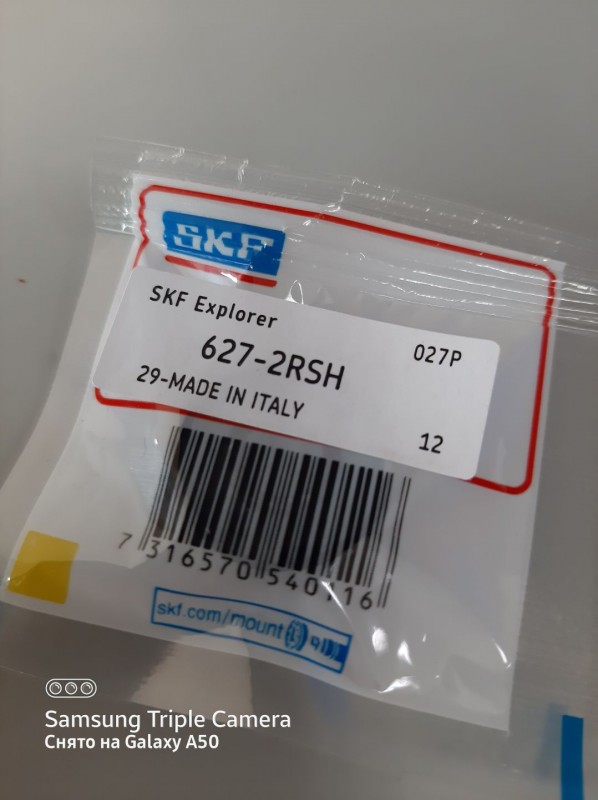 SKF
SKF Explorer
627-2RSH
027P
29-MADE IN ITALY
12
7 316570 540116
skf.com/mount
Samsung Triple Camera
Снято на Galaxy A50